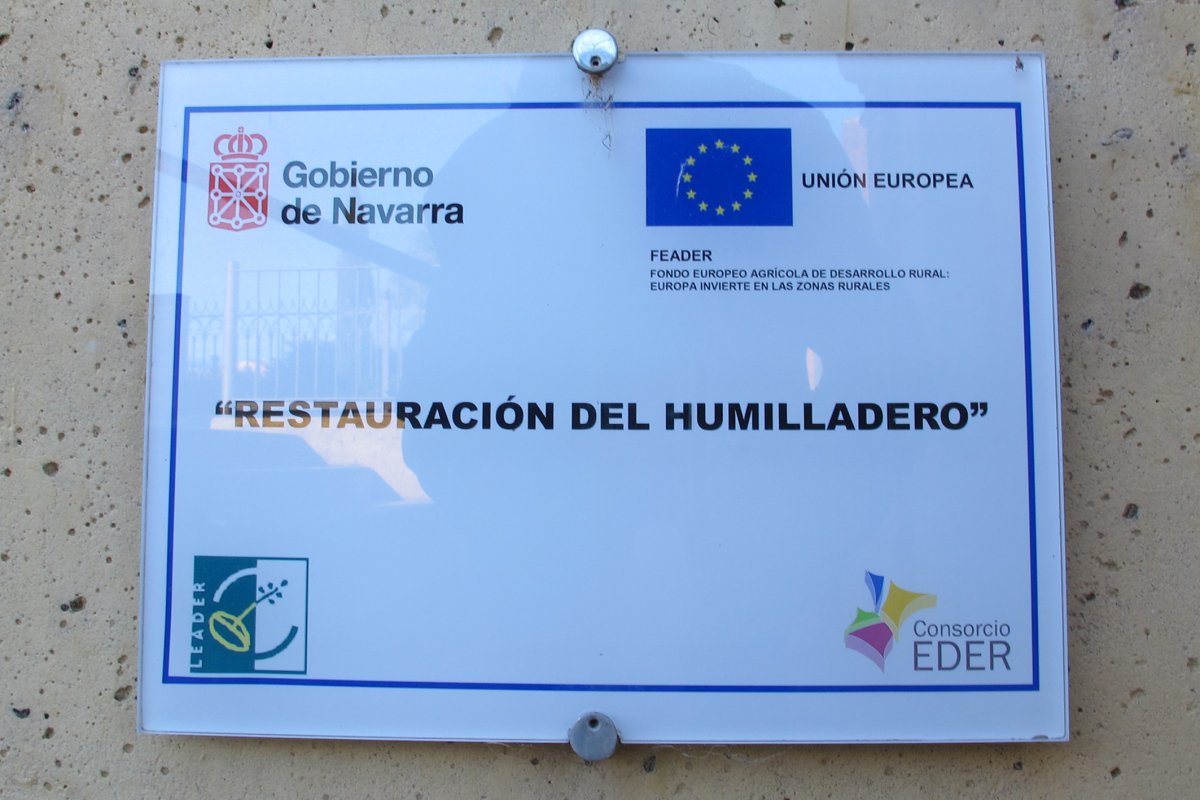 Gobierno
de Navarra
UNIÓN EUROPEA
FEADER
FONDO EUROPEO AGRÍCOLA DE DESARROLLO RURAL:
EUROPA INVIERTE EN LAS ZONAS RURALES
“RESTAURACIÓN DEL HUMILLADERO”
LEADER
Consorcio
EDER